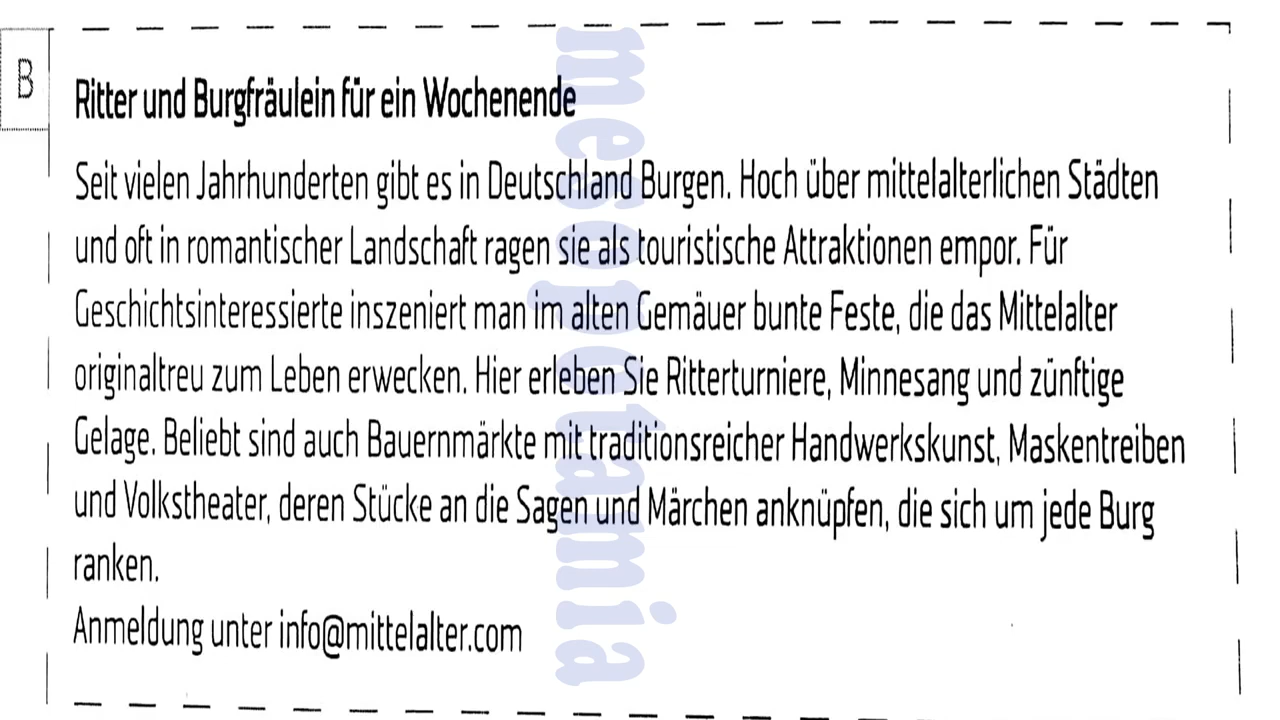 B
Ritter und Burgfräulein für ein Wochenende
Seit vielen Jahrhunderten gibt es in Deutschland Burgen. Hoch über mittelalterlichen Städten
und oft in romantischer Landschaft ragen sie als touristische Attraktionen empor. Für
Geschichtsinteressierte inszeniert man im alten Gemäuer bunte Feste, die das Mittelalter
originaltreu zum Leben erwecken. Hier erleben Sie Ritterturniere, Minnesang und zünftige
Gelage. Beliebt sind auch Bauernmärkte mit traditionsreicher Handwerkskunst, Maskentreiben
und Volkstheater, deren Stücke an die Sagen und Märchen anknüpfen, die sich um jede Burg
ranken.
Anmeldung unter info@mittelalter.com
mesopotamia